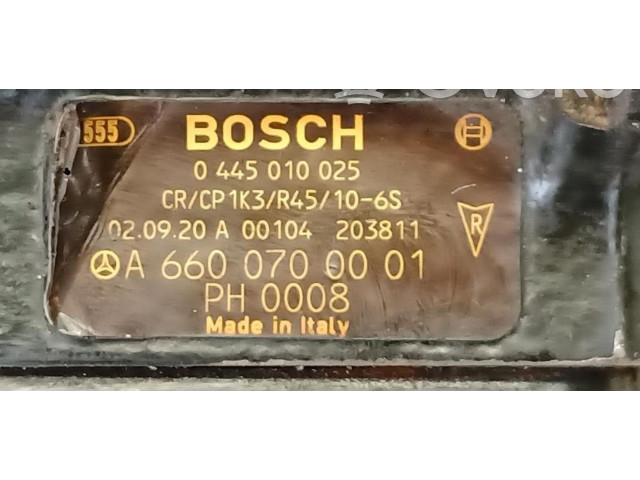 555 BOSCH
0 445 010 025
CR/CP1K3/R45/10-6S
02.09.20 A 00104 203811
R
A 660 070 00 01
PH 0008
Made in Italy